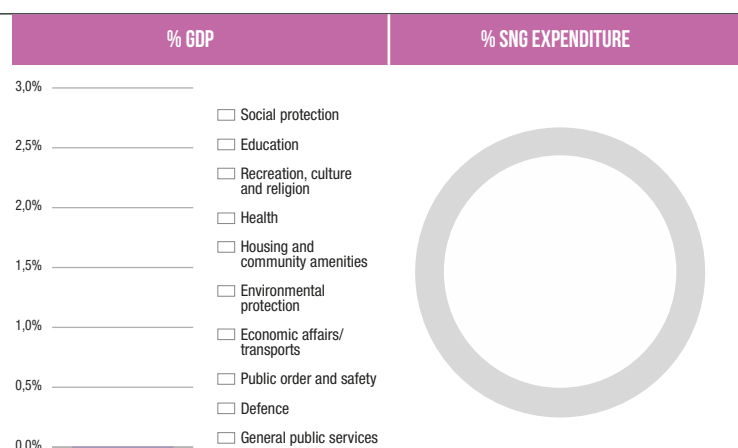 % GDP
% SNG EXPENDITURE
3,0%
2,5%
2,0%
1,5%
1,0%
0,5%
0,0%
Social protection
Education
Recreation, culture
and religion
Health
Housing and
community amenities
Environmental
protection
Economic affairs/
transports
Public order and safety
Defence
General public services